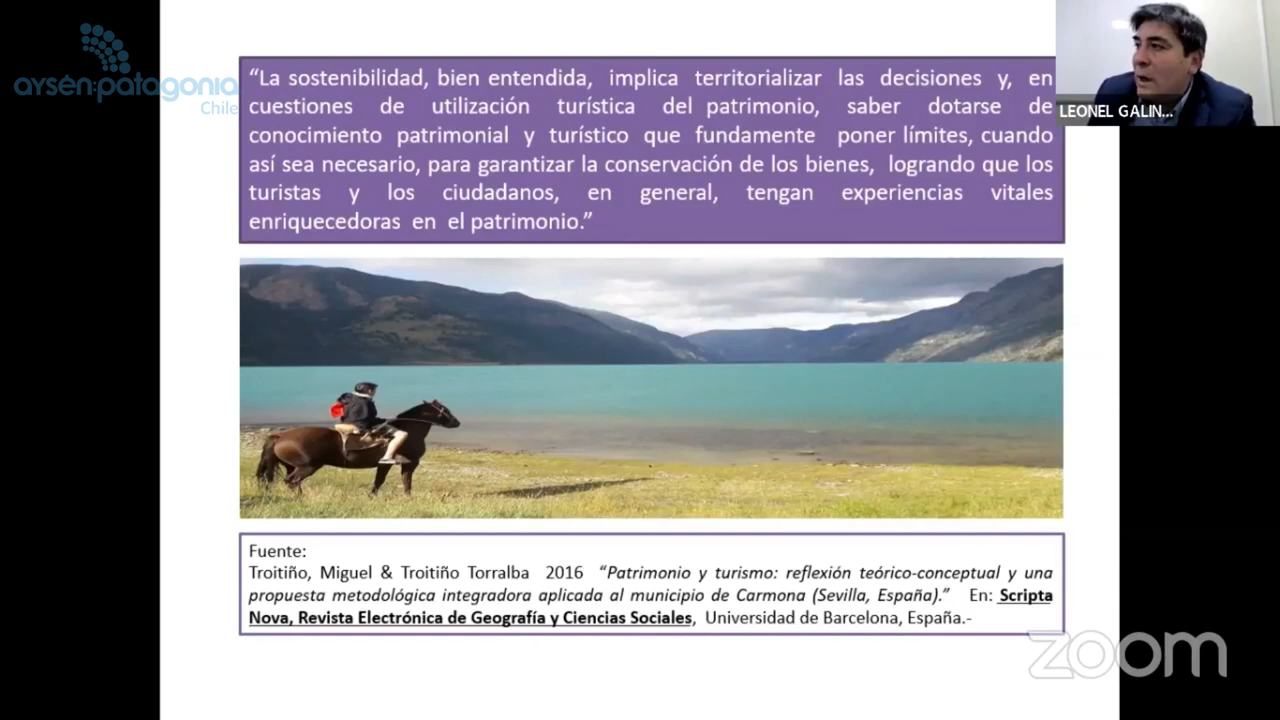 aysén:patagonia
Chile
“La sostenibilidad, bien entendida, implica territorializar las decisiones y, en
cuestiones de utilización turística del patrimonio, saber dotarse de
conocimiento patrimonial y turístico que fundamente poner límites, cuando
así sea necesario, para garantizar la conservación de los bienes, logrando que los
turistas y los ciudadanos, en general, tengan experiencias vitales
enriquecedoras en el patrimonio.”
LEONEL GALIN...
Fuente:
Troitiño, Miguel & Troitiño Torralba 2016 “Patrimonio y turismo: reflexión teórico-conceptual y una
propuesta metodológica integradora aplicada al municipio de Carmona (Sevilla, España).” En: Scripta
Nova, Revista Electrónica de Geografía y Ciencias Sociales, Universidad de Barcelona, España.-
zoom